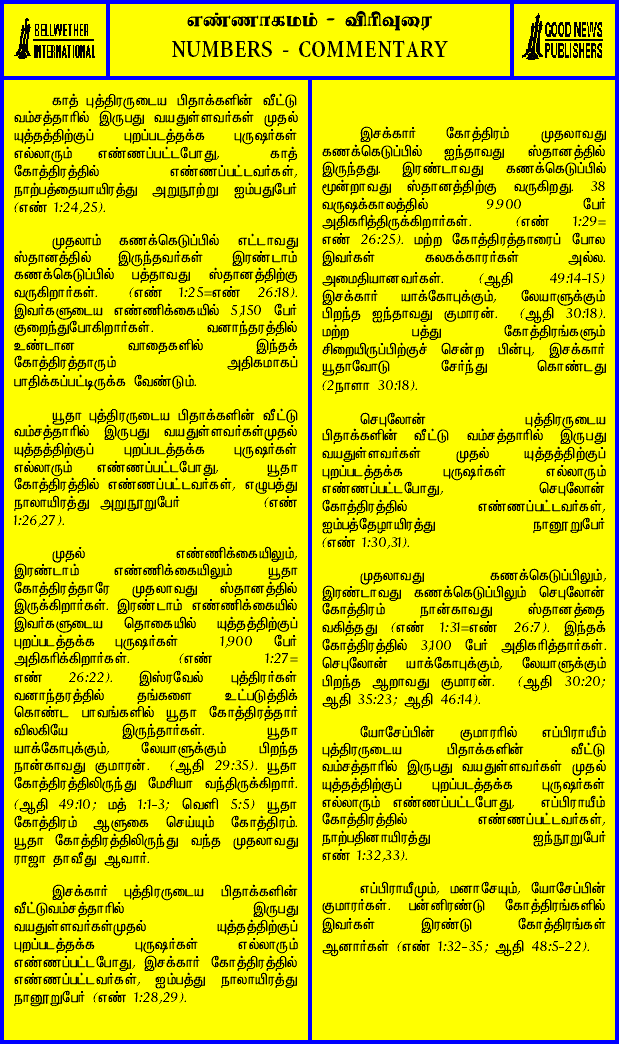 BELLWETHER
INTERNATIONAL
எண்ணாகமம் - விரிவுரை
NUMBERS - COMMENTARY
GOOD NEWS
PUBLISHERS
காத் புத்திரருடைய பிதாக்களின் வீட்டு
வம்சத்தாரில் இருபது வயதுள்ளவர்கள் முதல்
யுத்தத்திற்குப் புறப்படத்தக்க புருஷர்கள்
எல்லாரும் எண்ணப்பட்டபோது, காத்
கோத்திரத்தில் எண்ணப்பட்டவர்கள்,
நாற்பத்தையாயிரத்து அறுநூற்று ஐம்பதுபேர்
(எண் 1:24,25).
முதலாம் கணக்கெடுப்பில் எட்டாவது
ஸ்தானத்தில் இருந்தவர்கள் இரண்டாம்
கணக்கெடுப்பில் பத்தாவது ஸ்தானத்திற்கு
வருகிறார்கள். (எண் 1:25=எண் 26:18).
இவர்களுடைய எண்ணிக்கையில் 5,150 பேர்
குறைந்துபோகிறார்கள். வனாந்தரத்தில்
உண்டான வாதைகளில் இந்தக்
கோத்திரத்தாரும் அதிகமாகப்
பாதிக்கப்பட்டிருக்க வேண்டும்.
யூதா புத்திரருடைய பிதாக்களின் வீட்டு
வம்சத்தாரில் இருபது வயதுள்ளவர்கள்முதல்
யுத்தத்திற்குப் புறப்படத்தக்க புருஷர்கள்
எல்லாரும் எண்ணப்பட்டபோது, யூதா
கோத்திரத்தில் எண்ணப்பட்டவர்கள், எழுபத்து
நாலாயிரத்து அறுநூறுபேர் (எண்
1:26,27).
முதல் எண்ணிக்கையிலும்,
இரண்டாம் எண்ணிக்கையிலும் யூதா
கோத்திரத்தாரே முதலாவது ஸ்தானத்தில்
இருக்கிறார்கள். இரண்டாம் எண்ணிக்கையில்
இவர்களுடைய தொகையில் யுத்தத்திற்குப்
புறப்படத்தக்க புருஷர்கள் 1,900 பேர்
அதிகரிக்கிறார்கள். (எண் 1:27=
எண் 26:22). இஸ்ரவேல் புத்திரர்கள்
வனாந்தரத்தில் தங்களை உட்படுத்திக்
கொண்ட பாவங்களில் யூதா கோத்திரத்தார்
விலகியே இருந்தார்கள். யூதா
யாக்கோபுக்கும், லேயாளுக்கும் பிறந்த
நான்காவது குமாரன். (ஆதி 29:35). யூதா
கோத்திரத்திலிருந்து மேசியா வந்திருக்கிறார்.
(ஆதி 49:10; மத் 1:1-3; வெளி 5:5) யூதா
கோத்திரம் ஆளுகை செய்யும் கோத்திரம்.
யூதா கோத்திரத்திலிருந்து வந்த முதலாவது
ராஜா தாவீது ஆவார்.
இசக்கார் புத்திரருடைய பிதாக்களின்
வீட்டுவம்சத்தாரில் இருபது
வயதுள்ளவர்கள்முதல் யுத்தத்திற்குப்
புறப்படத்தக்க புருஷர்கள் எல்லாரும்
எண்ணப்பட்டபோது, இசக்கார் கோத்திரத்தில்
எண்ணப்பட்டவர்கள், ஐம்பத்து நாலாயிரத்து
நானூறுபேர் (எண் 1:28,29).
இசக்கார் கோத்திரம் முதலாவது
கணக்கெடுப்பில் ஐந்தாவது ஸ்தானத்தில்
இருந்தது. இரண்டாவது கணக்கெடுப்பில்
மூன்றாவது ஸ்தானத்திற்கு வருகிறது. 38
வருஷக்காலத்தில் 9900 பேர்
அதிகரித்திருக்கிறார்கள். (எண் 1:29=
எண் 26:25). மற்ற கோத்திரத்தாரைப் போல
இவர்கள் கலகக்காரர்கள் அல்ல.
அமைதியானவர்கள். (ஆதி 49:14-15)
இசக்கார் யாக்கோபுக்கும், லேயாளுக்கும்
பிறந்த ஐந்தாவது குமாரன். (ஆதி 30:18).
மற்ற பத்து கோத்திரங்களும்
சிறையிருப்பிற்குச் சென்ற பின்பு, இசக்கார்
யூதாவோடு சேர்ந்து கொண்டது
(2நாளா 30:18).
செபுலோன் புத்திரருடைய
பிதாக்களின் வீட்டு வம்சத்தாரில் இருபது
வயதுள்ளவர்கள் முதல் யுத்தத்திற்குப்
புறப்படத்தக்க புருஷர்கள் எல்லாரும்
எண்ணப்பட்டபோது, செபுலோன்
கோத்திரத்தில் எண்ணப்பட்டவர்கள்,
ஐம்பத்தேழாயிரத்து நானூறுபேர்
(எண் 1:30,31).
முதலாவது கணக்கெடுப்பிலும்,
இரண்டாவது கணக்கெடுப்பிலும் செபுலோன்
கோத்திரம் நான்காவது ஸ்தானத்தை
வகித்தது (எண் 1:31=எண் 26:7). இந்தக்
கோத்திரத்தில் 3,100 பேர் அதிகரித்தார்கள்.
செபுலோன் யாக்கோபுக்கும், லேயாளுக்கும்
பிறந்த ஆறாவது குமாரன். (ஆதி 30:20;
ஆதி 35:23; ஆதி 46:14).
யோசேப்பின் குமாரரில் எப்பிராயீம்
புத்திரருடைய பிதாக்களின் வீட்டு
வம்சத்தாரில் இருபது வயதுள்ளவர்கள் முதல்
யுத்தத்திற்குப் புறப்படத்தக்க புருஷர்கள்
எல்லாரும் எண்ணப்பட்டபோது, எப்பிராயீம்
கோத்திரத்தில் எண்ணப்பட்டவர்கள்,
நாற்பதினாயிரத்து ஐந்நூறுபேர்
எண் 1:32,33).
எப்பிராயீமும், மனாசேயும், யோசேப்பின்
குமாரர்கள். பன்னிரண்டு கோத்திரங்களில்
இவர்கள் இரண்டு கோத்திரங்கள்
ஆனார்கள் (எண் 1:32-35; ஆதி 48:5-22).